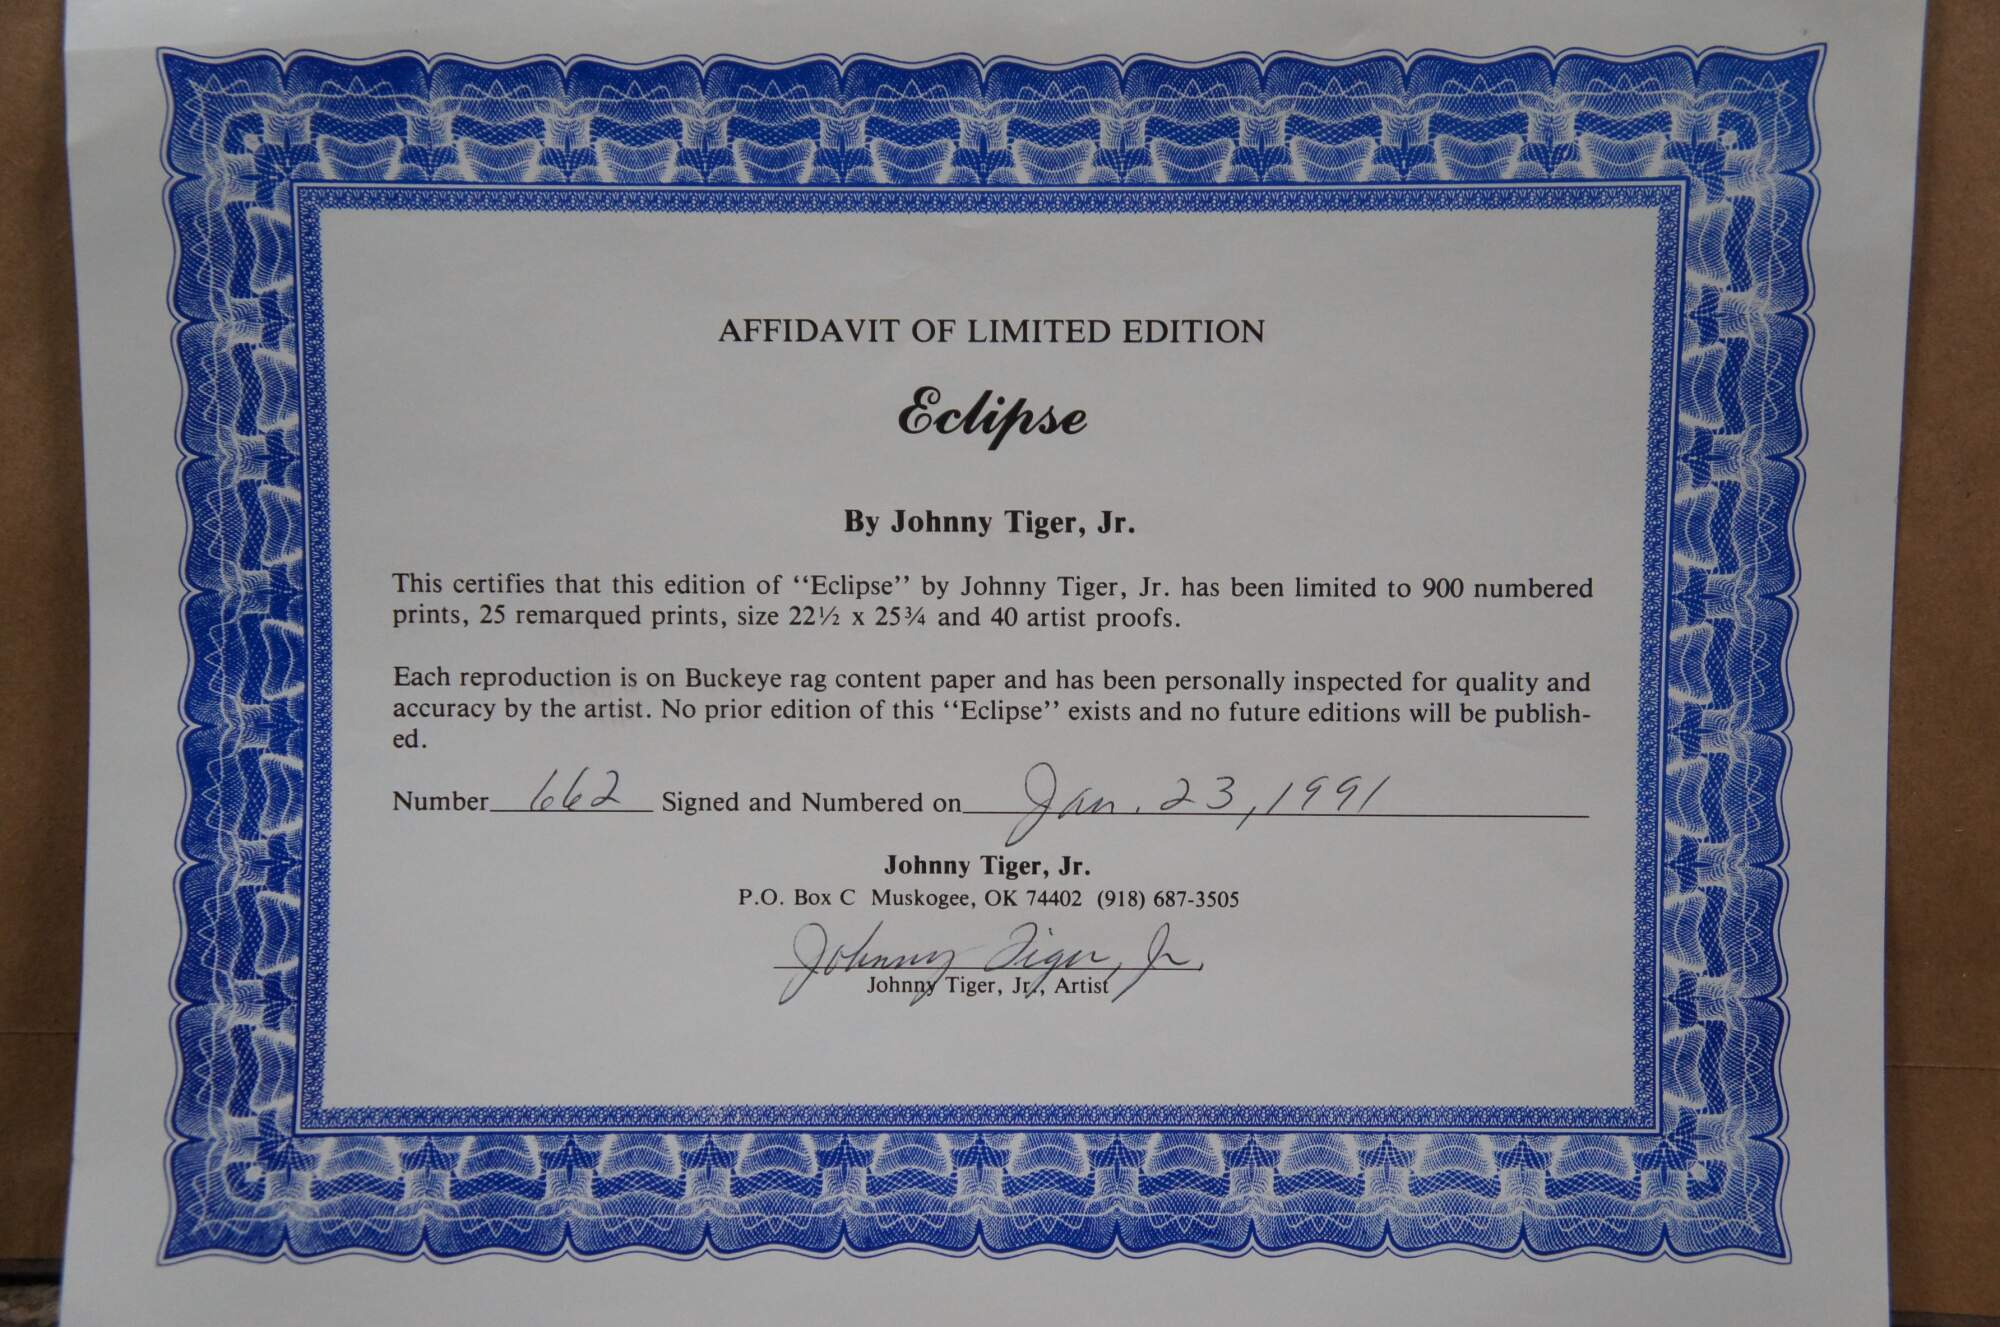 AFFIDAVIT OF LIMITED EDITION
Eclipse
By Johnny Tiger, Jr.
This certifies that this edition of ‘‘Eclipse’’ by Johnny Tiger, Jr. has been limited to 900 numbered
prints, 25 remarqued prints, size 22½ x 25¾ and 40 artist proofs.
Each reproduction is on Buckeye rag content paper and has been personally inspected for quality and
accuracy by the artist. No prior edition of this ‘‘Eclipse’’ exists and no future editions will be publish-
ed.
Number 662 Signed and Numbered on Jan. 23, 1991
Johnny Tiger, Jr.
P.O. Box C Muskogee, OK 74402 (918) 687-3505
Johnny Tiger, Jr.
Johnny Tiger, Jr., Artist